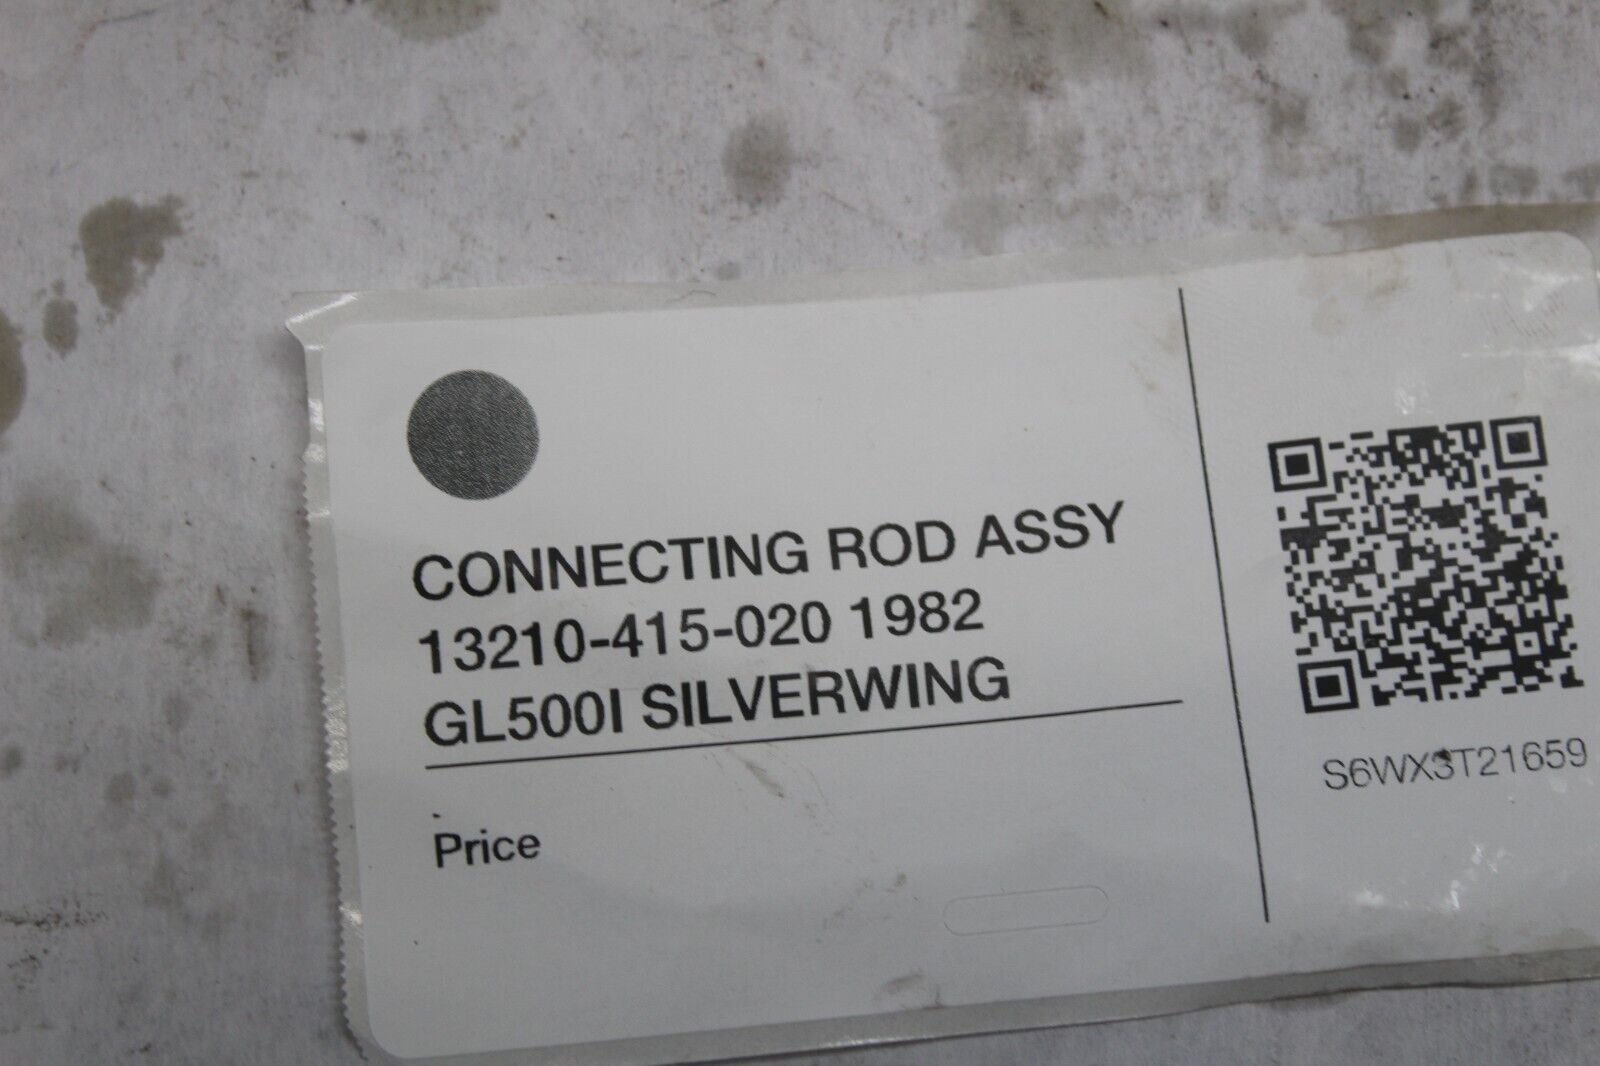 CONNECTING ROD ASSY
13210-415-020 1982
GL500I SILVERWING
Price
S6WX3T21659